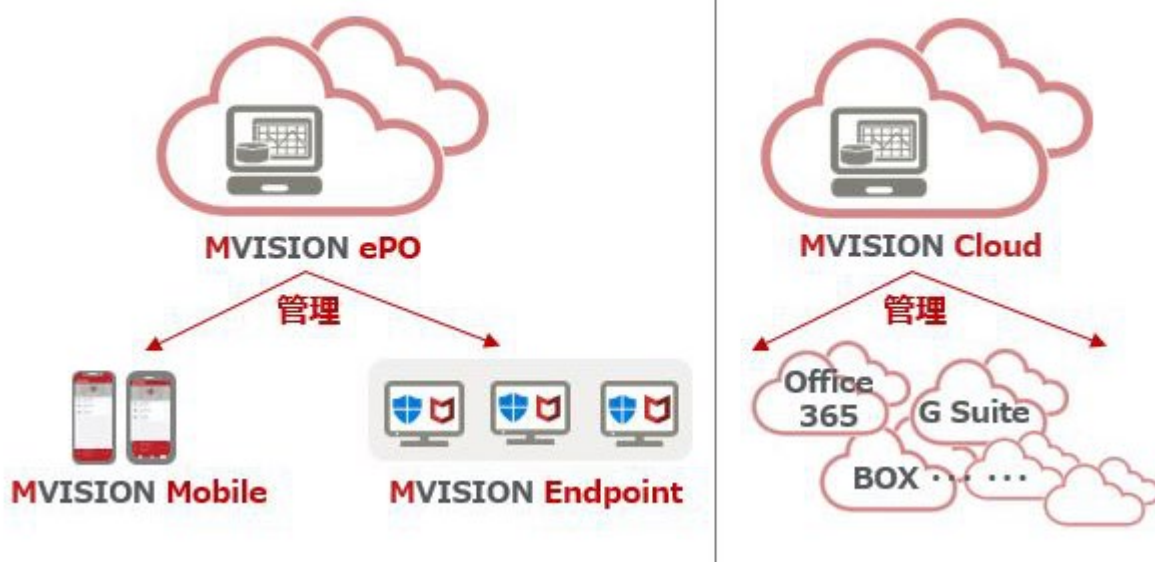 MVISION ePO
管理
MVISION Mobile
MVISION Endpoint
MVISION Cloud
管理
Office
365
G Suite
BOX ・・・ ・・・